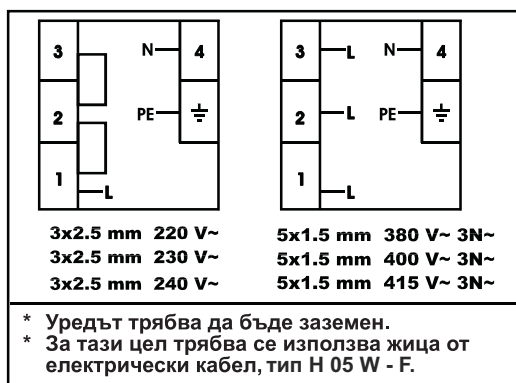 3 N 4
2 PE
1 L
3 L N 4
2 L PE
1 L
3x2.5 mm 220 V~
3x2.5 mm 230 V~
3x2.5 mm 240 V~
5x1.5 mm 380 V~ 3N~
5x1.5 mm 400 V~ 3N~
5x1.5 mm 415 V~ 3N~
* Уредът трябва да бъде заземен.
* За тази цел трябва се използва жица от
електрически кабел, тип H 05 W - F.